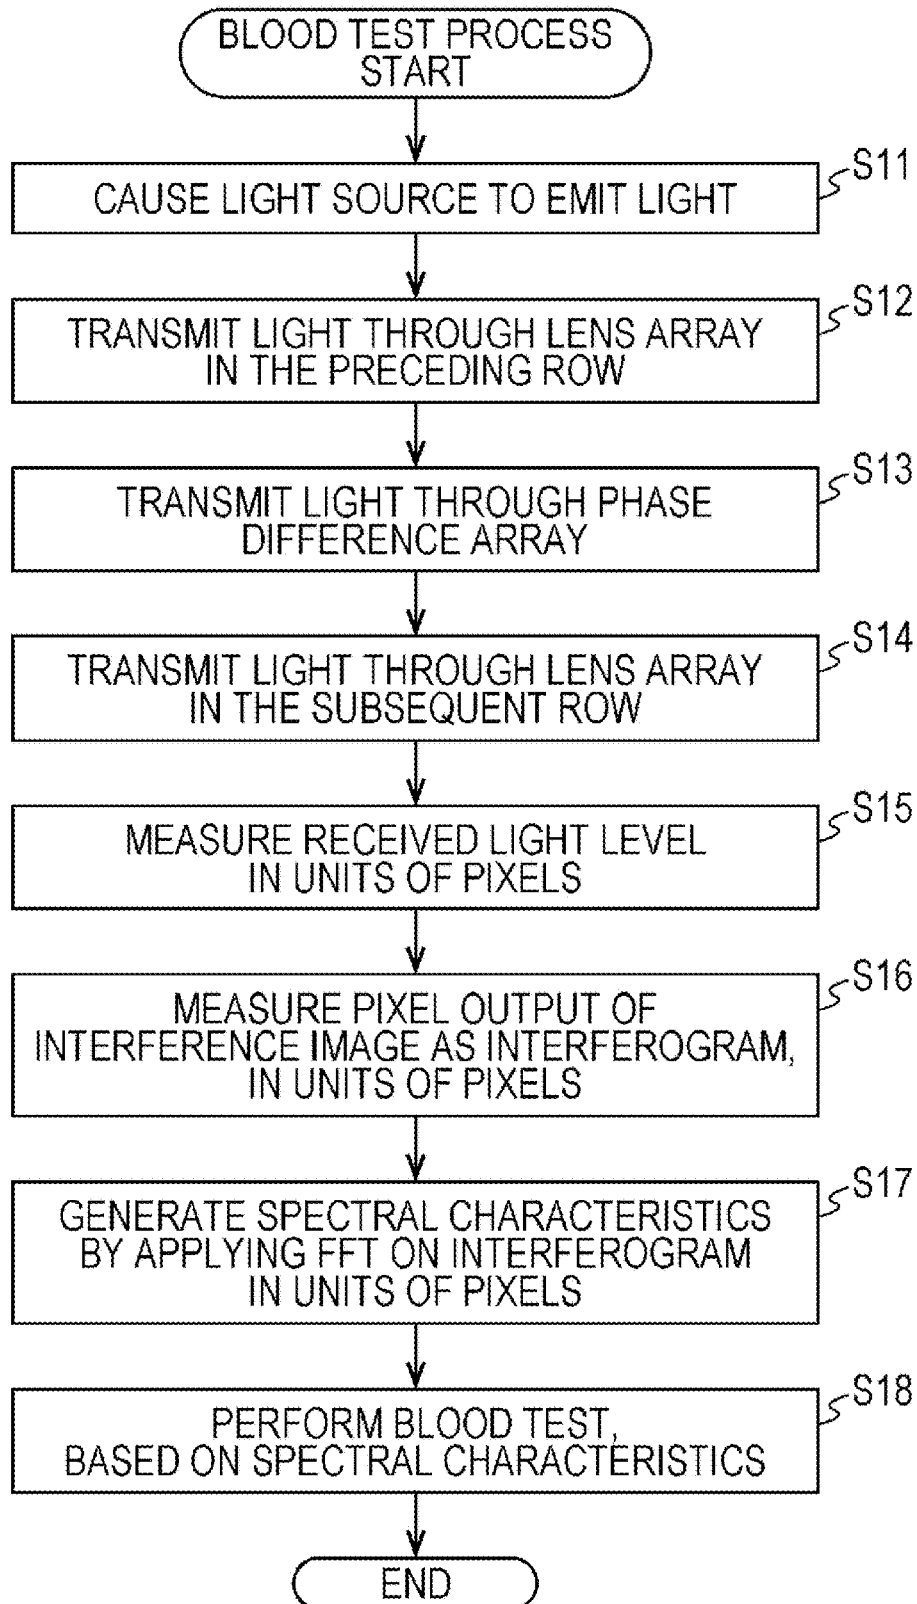 BLOOD TEST PROCESS
START
S11
CAUSE LIGHT SOURCE TO EMIT LIGHT
S12
TRANSMIT LIGHT THROUGH LENS ARRAY
IN THE PRECEDING ROW
S13
TRANSMIT LIGHT THROUGH PHASE
DIFFERENCE ARRAY
S14
TRANSMIT LIGHT THROUGH LENS ARRAY
IN THE SUBSEQUENT ROW
S15
MEASURE RECEIVED LIGHT LEVEL
IN UNITS OF PIXELS
S16
MEASURE PIXEL OUTPUT OF
INTERFERENCE IMAGE AS INTERFEROGRAM,
IN UNITS OF PIXELS
S17
GENERATE SPECTRAL CHARACTERISTICS
BY APPLYING FFT ON INTERFEROGRAM
IN UNITS OF PIXELS
S18
PERFORM BLOOD TEST,
BASED ON SPECTRAL CHARACTERISTICS
END